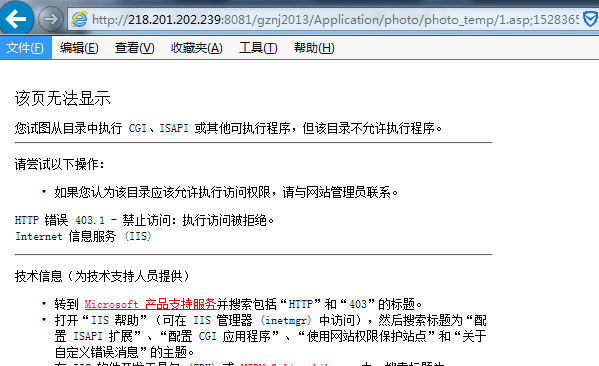 http://218.201.202.239:8081/gznj2013/Application/photo/photo_temp/1.asp;1528365
文件(F) 编辑(E) 查看(V) 收藏夹(A) 工具(T) 帮助(H)
该页无法显示
您试图从目录中执行 CGI、ISAPI 或其他可执行程序，但该目录不允许执行程序。
请尝试以下操作:
• 如果您认为该目录应该允许执行访问权限，请与网站管理员联系。
HTTP 错误 403.1 - 禁止访问: 执行访问被拒绝。
Internet 信息服务 (IIS)
技术信息（为技术支持人员提供）
• 转到 Microsoft 产品支持服务并搜索包括“HTTP”和“403”的标题。
• 打开“IIS 帮助”（可在 IIS 管理器 (inetmgr) 中访问），然后搜索标题为“配
置 ISAPI 扩展”、“配置 CGI 应用程序”、“使用网站权限保护站点”和“关于
自定义错误消息”的主题。